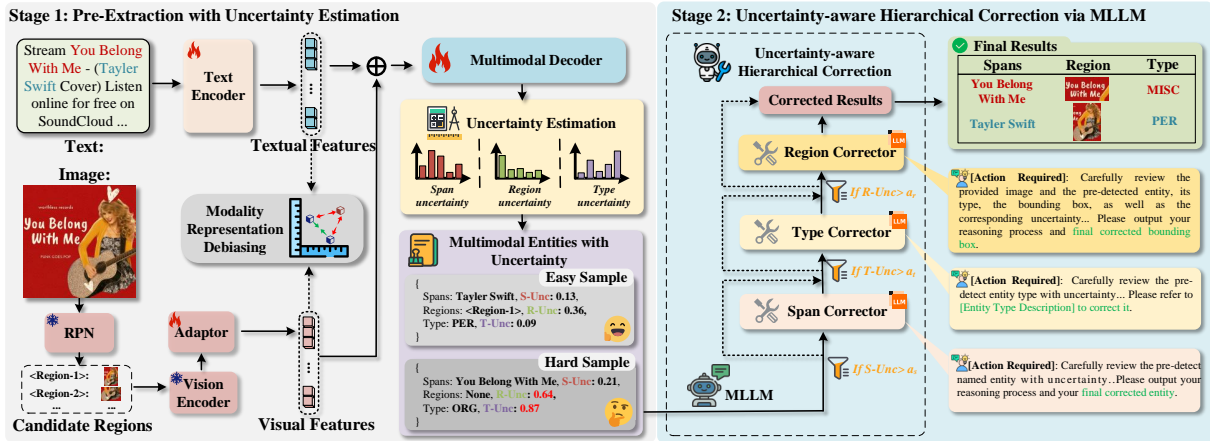 Stage 1: Pre-Extraction with Uncertainty Estimation
Stream You Belong
With Me - (Tayler
Swift Cover) Listen
online for free on
SoundCloud ...
Text:
Image:
You Belong
With Me
RPN
<Region-1>:
<Region-2>:
...
...
Candidate Regions
Text
Encoder
Textual Features
Modality
Representation
Debiasing
Adaptor
Vision
Encoder
Visual Features
Multimodal Decoder
Uncertainty Estimation
Span
uncertainty
Region
uncertainty
Type
uncertainty
Multimodal Entities with
Uncertainty
Easy Sample
{
Spans: Tayler Swift, S-Unc: 0.13,
Regions: <Region-1>, R-Unc: 0.36,
Type: PER, T-Unc: 0.09
}
Hard Sample
{
Spans: You Belong With Me, S-Unc: 0.21,
Regions: None, R-Unc: 0.64,
Type: ORG, T-Unc: 0.87
}
Stage 2: Uncertainty-aware Hierarchical Correction via MLLM
Uncertainty-aware
Hierarchical Correction
Corrected Results
Region Corrector
LLM
If R-Unc> aᵣ
Type Corrector
LLM
If T-Unc> aₜ
Span Corrector
LLM
If S-Unc> aₛ
MLLM
Final Results
Spans Region Type
You Belong
With Me
You Belong
With Me
MISC
Tayler Swift
PER
[Action Required]: Carefully review the
provided image and the pre-detected entity, its
type, the bounding box, as well as the
corresponding uncertainty... Please output your
reasoning process and final corrected bounding
box.
[Action Required]: Carefully review the pre-
detect entity type with uncertainty... Please refer to
[Entity Type Description] to correct it.
[Action Required]: Carefully review the pre-detect
named entity with uncertainty..Please output your
reasoning process and your final corrected entity.